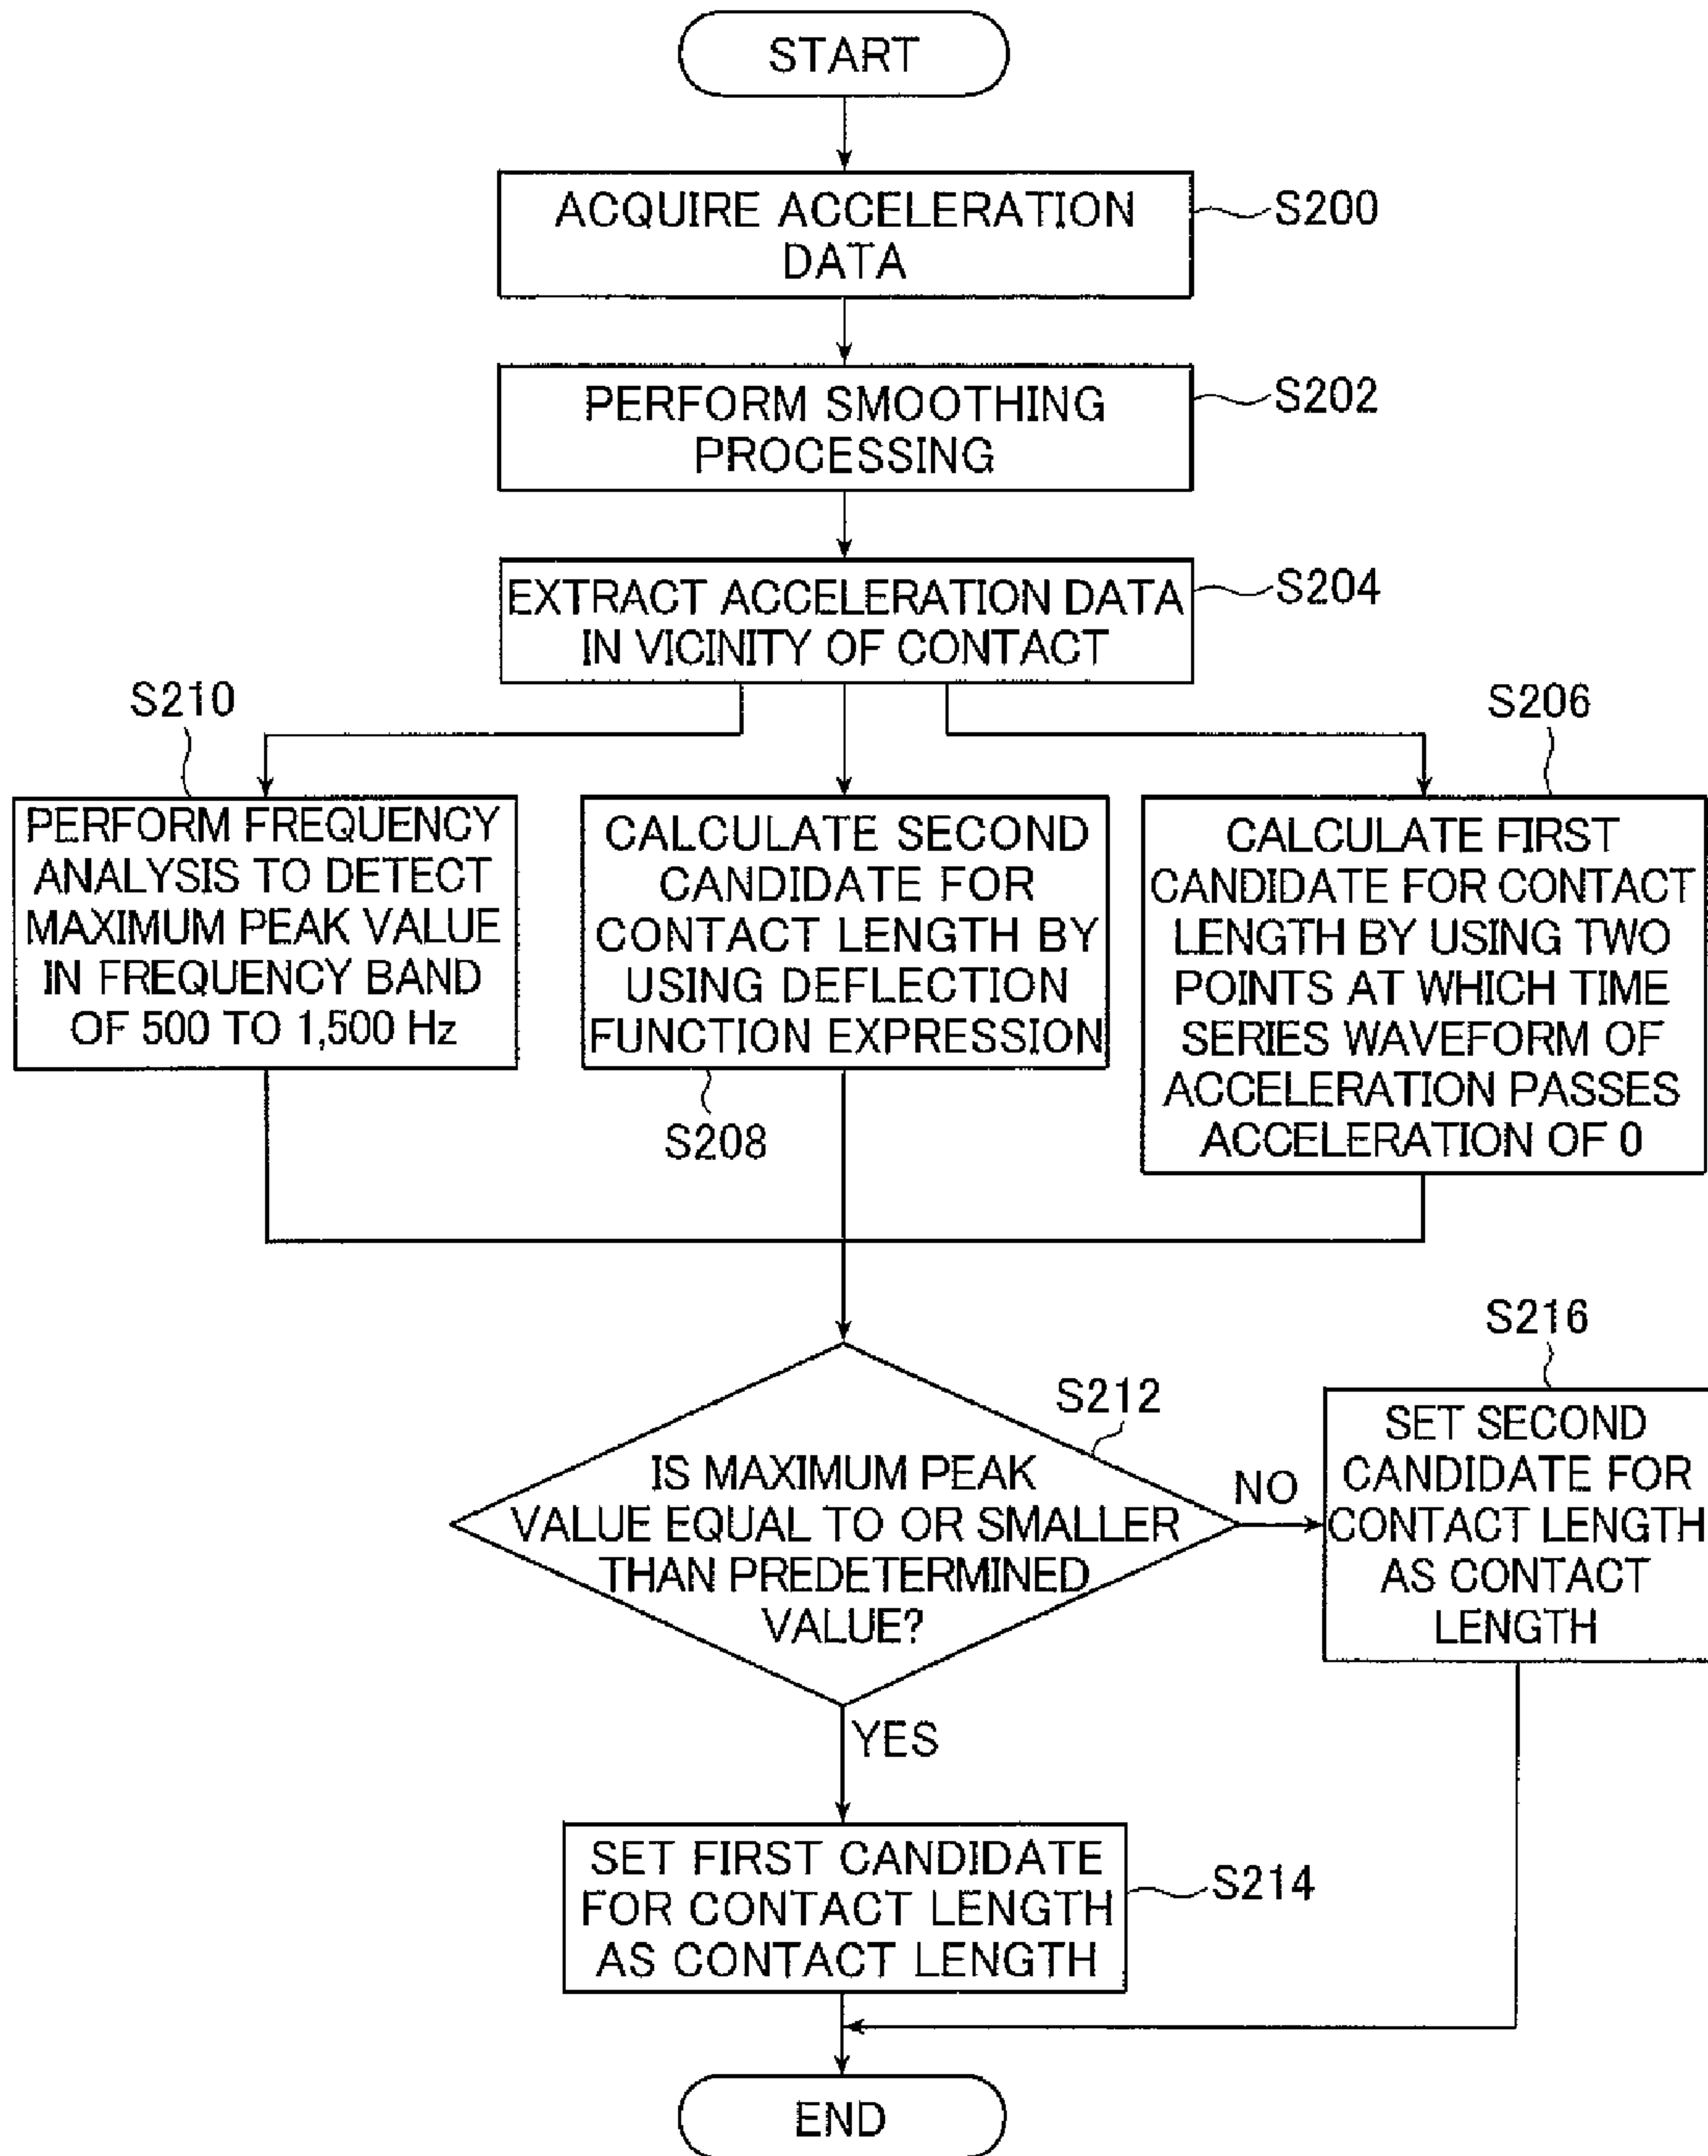 START
ACQUIRE ACCELERATION
DATA
S200
PERFORM SMOOTHING
PROCESSING
S202
EXTRACT ACCELERATION DATA
IN VICINITY OF CONTACT
S204
S210
PERFORM FREQUENCY
ANALYSIS TO DETECT
MAXIMUM PEAK VALUE
IN FREQUENCY BAND
OF 500 TO 1,500 Hz
CALCULATE SECOND
CANDIDATE FOR
CONTACT LENGTH BY
USING DEFLECTION
FUNCTION EXPRESSION
S208
S206
CALCULATE FIRST
CANDIDATE FOR CONTACT
LENGTH BY USING TWO
POINTS AT WHICH TIME
SERIES WAVEFORM OF
ACCELERATION PASSES
ACCELERATION OF 0
S212
IS MAXIMUM PEAK
VALUE EQUAL TO OR SMALLER
THAN PREDETERMINED
VALUE?
NO
S216
SET SECOND
CANDIDATE FOR
CONTACT LENGTH
AS CONTACT
LENGTH
YES
SET FIRST CANDIDATE
FOR CONTACT LENGTH
AS CONTACT LENGTH
S214
END